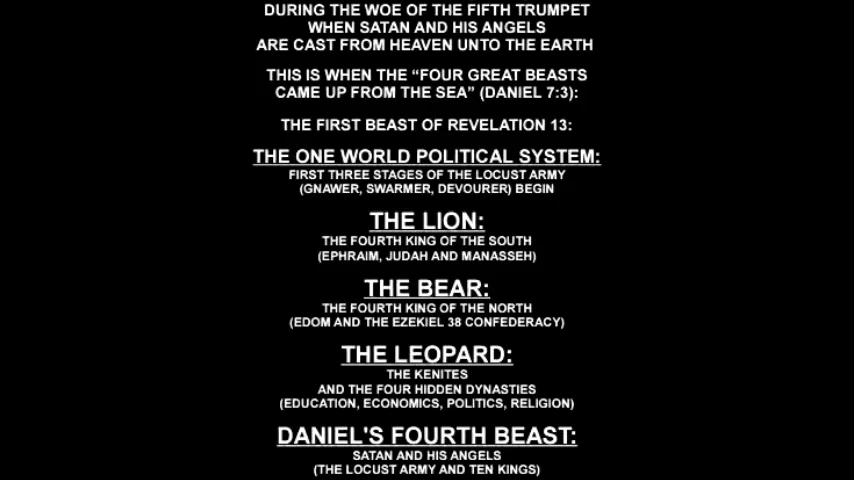 DURING THE WOE OF THE FIFTH TRUMPET
WHEN SATAN AND HIS ANGELS
ARE CAST FROM HEAVEN UNTO THE EARTH
THIS IS WHEN THE “FOUR GREAT BEASTS
CAME UP FROM THE SEA” (DANIEL 7:3):
THE FIRST BEAST OF REVELATION 13:
THE ONE WORLD POLITICAL SYSTEM:
FIRST THREE STAGES OF THE LOCUST ARMY
(GNAWER, SWARMER, DEVOURER) BEGIN
THE LION:
THE FOURTH KING OF THE SOUTH
(EPHRAIM, JUDAH AND MANASSEH)
THE BEAR:
THE FOURTH KING OF THE NORTH
(EDOM AND THE EZEKIEL 38 CONFEDERACY)
THE LEOPARD:
THE KENITES
AND THE FOUR HIDDEN DYNASTIES
(EDUCATION, ECONOMICS, POLITICS, RELIGION)
DANIEL'S FOURTH BEAST:
SATAN AND HIS ANGELS
(THE LOCUST ARMY AND TEN KINGS)